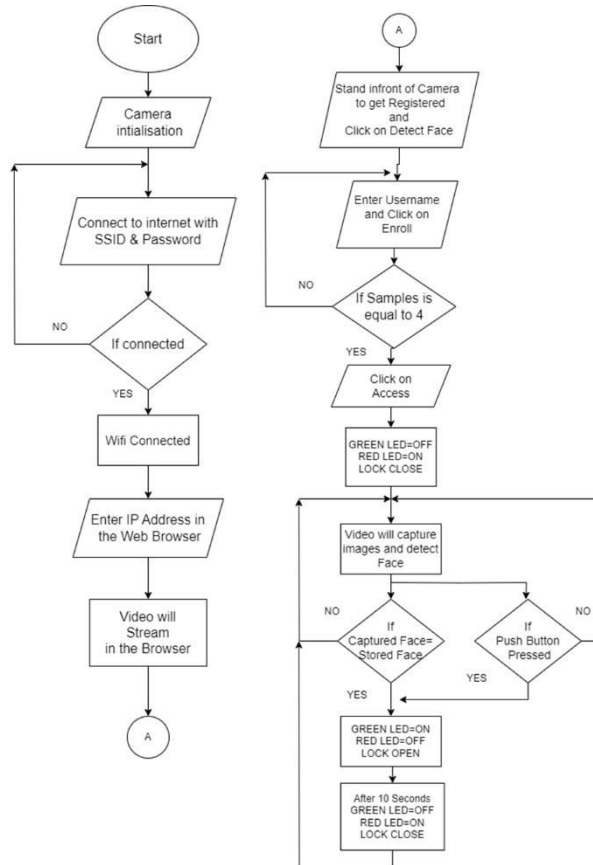 Start
Camera
intialisation
Connect to internet with
SSID & Password
NO
If connected
YES
Wifi Connected
Enter IP Address in
the Web Browser
Video will
Stream
in the Browser
A
A
Stand infront of Camera
to get Registered
and
Click on Detect Face
Enter Username
and Click on
Enroll
NO
If Samples is
equal to 4
YES
Click on
Access
GREEN LED=OFF
RED LED=ON
LOCK CLOSE
Video will capture
images and detect
Face
NO
If
Captured Face=
Stored Face
If
Push Button
Pressed
NO
YES
YES
GREEN LED=ON
RED LED=OFF
LOCK OPEN
After 10 Seconds
GREEN LED=OFF
RED LED=ON
LOCK CLOSE